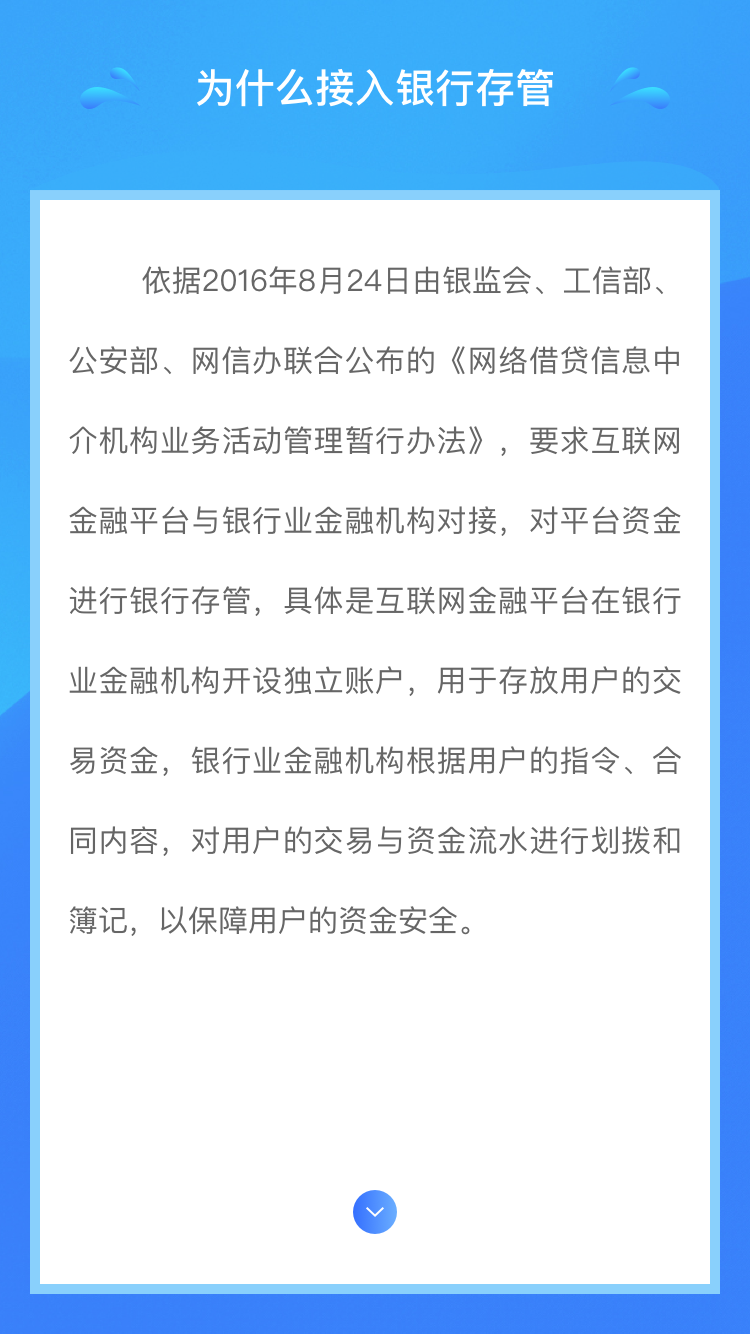 为什么接入银行存管
依据2016年8月24日由银监会、工信部、
公安部、网信办联合公布的《网络借贷信息中
介机构业务活动管理暂行办法》，要求互联网
金融平台与银行业金融机构对接，对平台资金
进行银行存管，具体是互联网金融平台在银行
业金融机构开设独立账户，用于存放用户的交
易资金，银行业金融机构根据用户的指令、合
同内容，对用户的交易与资金流水进行划拨和
簿记，以保障用户的资金安全。